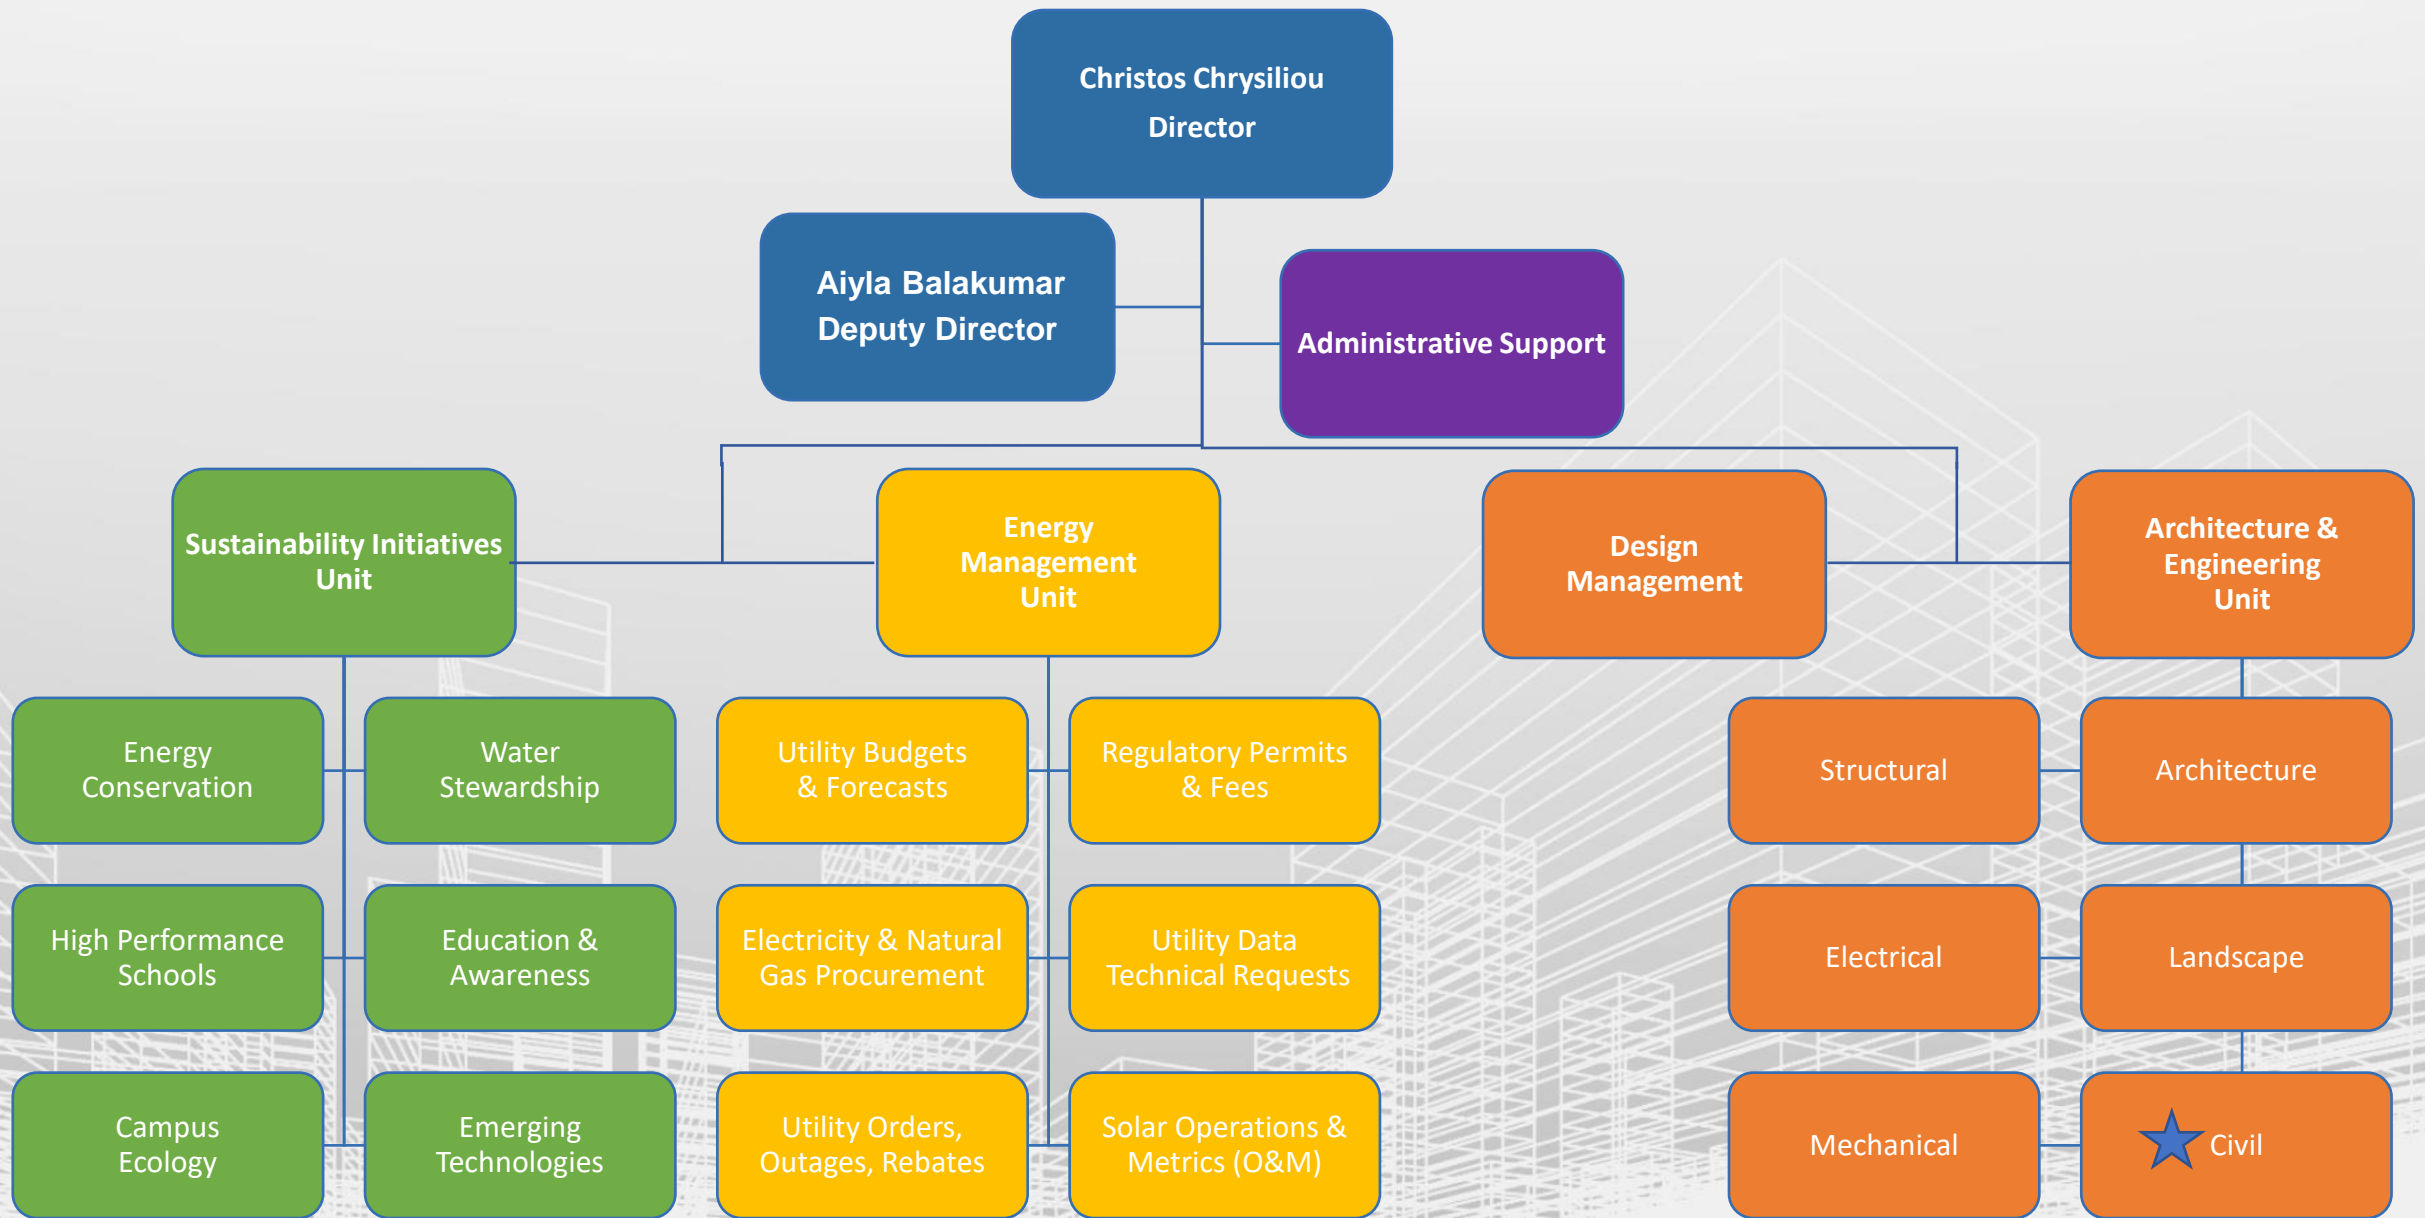 Christos Chrysiliou
Director
Aiyla Balakumar
Deputy Director
Administrative Support
Sustainability Initiatives
Unit
Energy
Management
Unit
Design
Management
Architecture &
Engineering
Unit
Energy
Conservation
Water
Stewardship
Utility Budgets
& Forecasts
Regulatory Permits
& Fees
Structural
Architecture
High Performance
Schools
Education &
Awareness
Electricity & Natural
Gas Procurement
Utility Data
Technical Requests
Electrical
Landscape
Campus
Ecology
Emerging
Technologies
Utility Orders,
Outages, Rebates
Solar Operations &
Metrics (O&M)
Mechanical
Civil